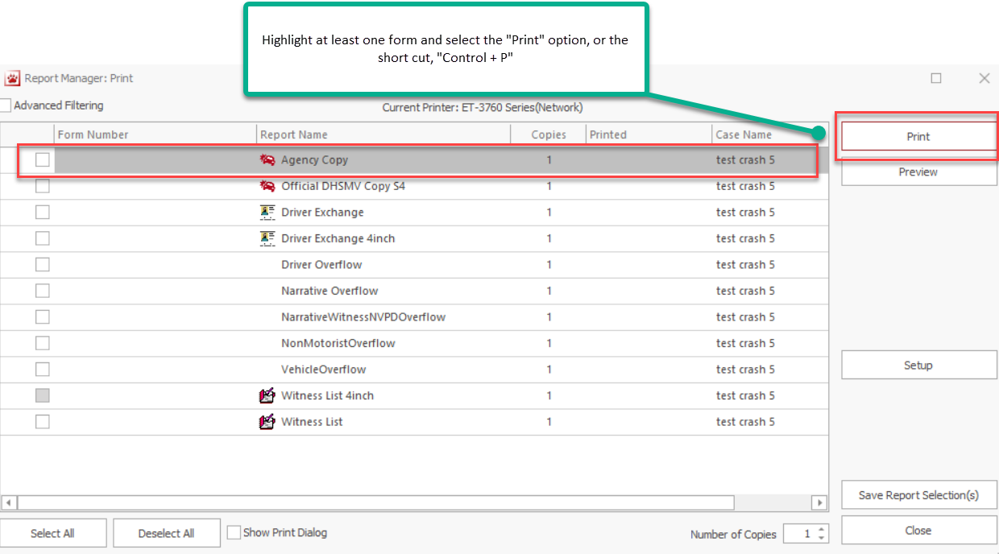 Highlight at least one form and select the "Print" option, or the
short cut, "Control + P"
Report Manager: Print
Advanced Filtering
Current Printer: ET-3760 Series(Network)
Form Number Report Name Copies Printed Case Name
Agency Copy 1 test crash 5
Official DHSMV Copy S4 1 test crash 5
Driver Exchange 1 test crash 5
Driver Exchange 4inch 1 test crash 5
Driver Overflow 1 test crash 5
Narrative Overflow 1 test crash 5
NarrativeWitnessNVPDOverflow 1 test crash 5
NonMotoristOverflow 1 test crash 5
VehicleOverflow 1 test crash 5
Witness List 4inch 1 test crash 5
Witness List 1 test crash 5
Print
Preview
Setup
Save Report Selection(s)
Close
Select All Deselect All Show Print Dialog Number of Copies 1